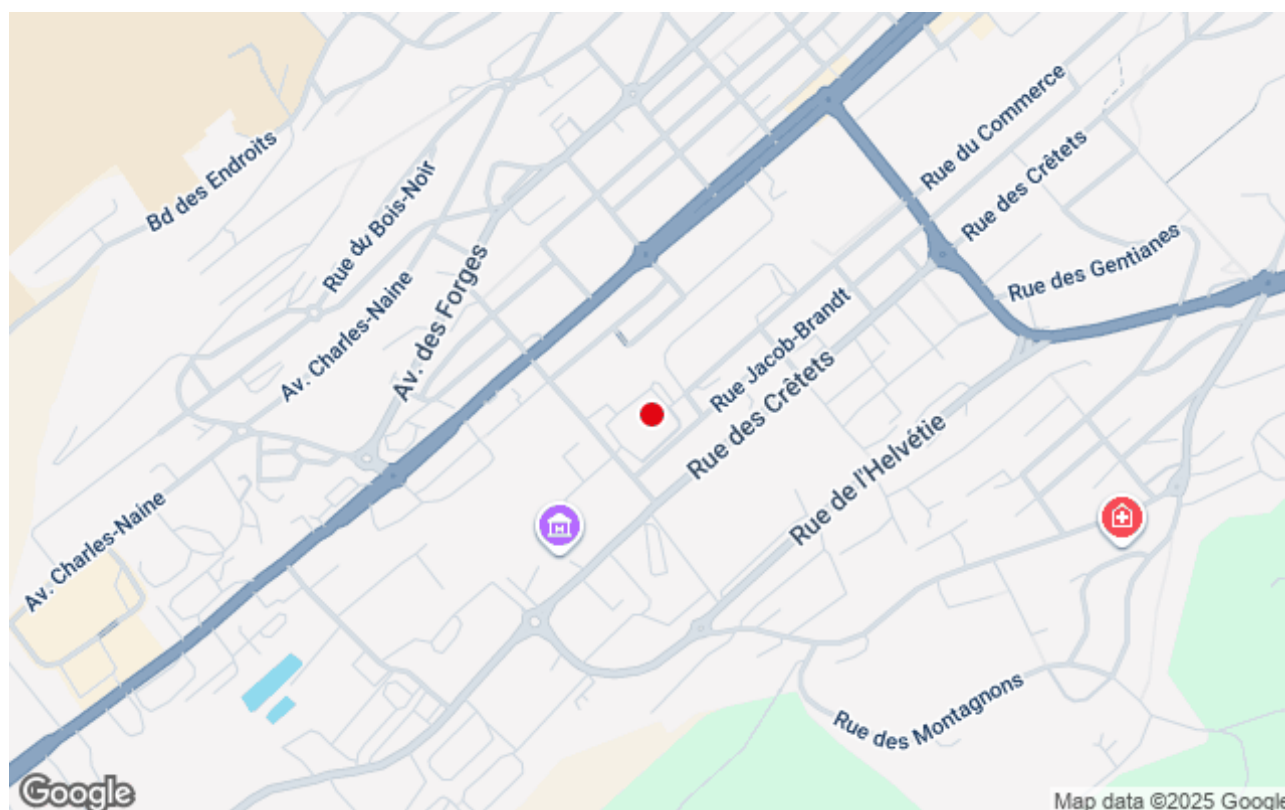 Bd des Endroits
Rue du Bois-Noir
Av. Charles-Naine
Av. des Forges
Rue du Commerce
Rue des Crêtets
Rue des Gentianes
Rue Jacob-Brandt
Rue des Crêtets
Rue de l'Helvétie
Av. Charles-Naine
Rue des Montagnons
Google
Map data ©2025 Google